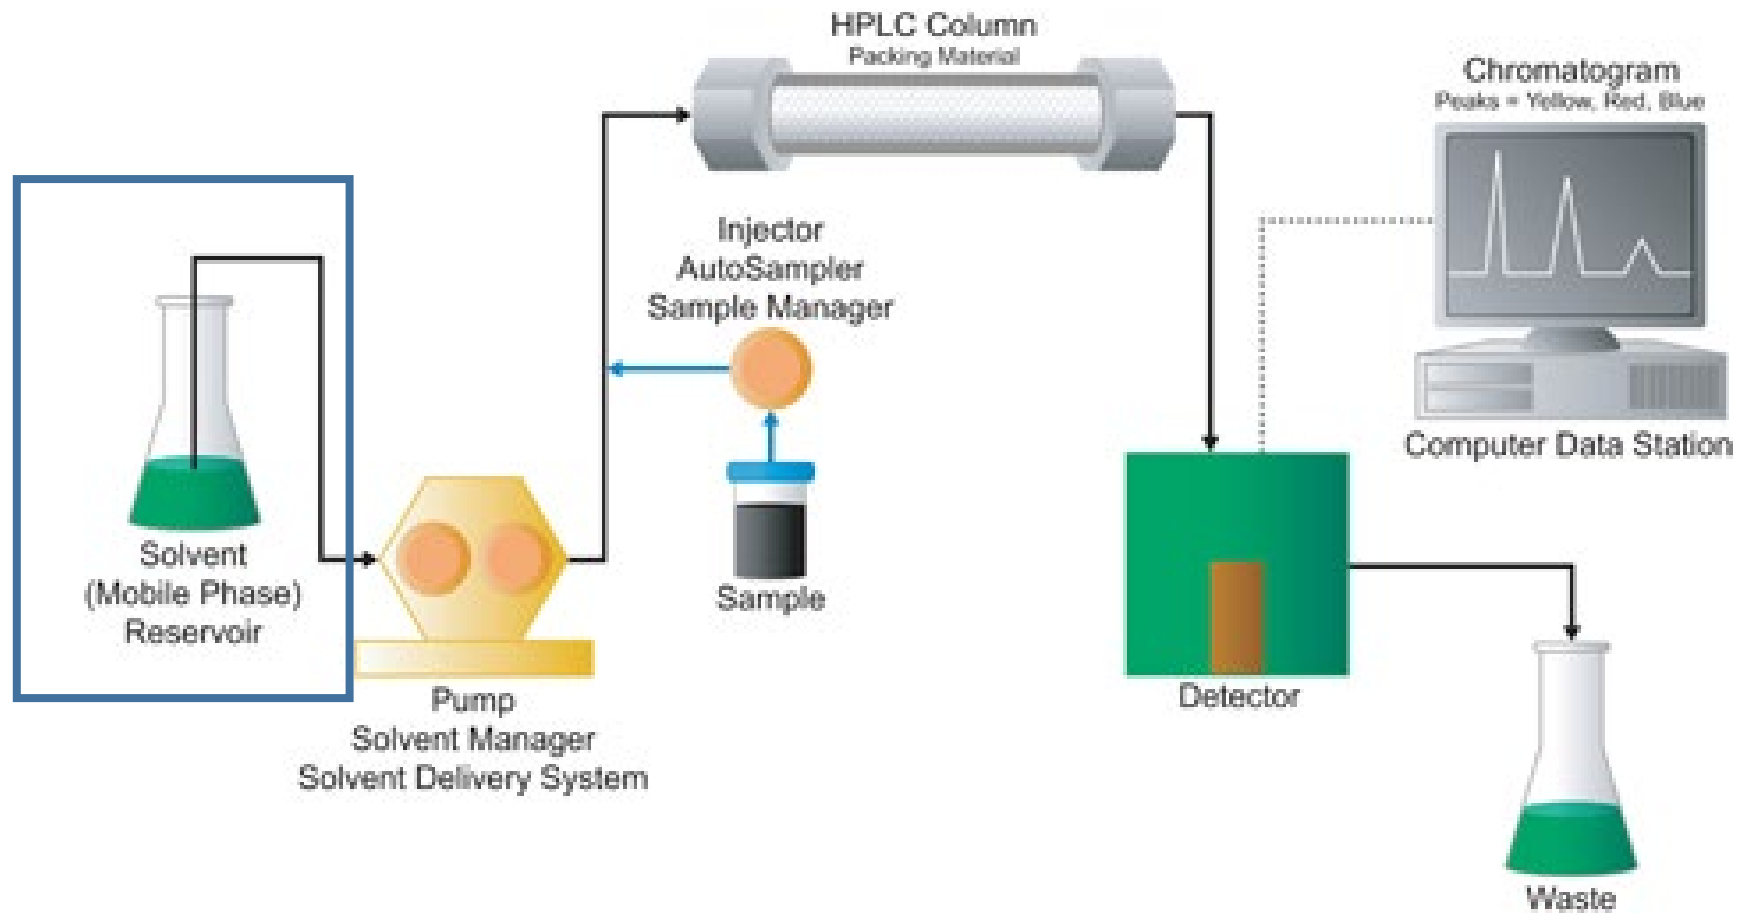 HPLC Column
Packing Material
Chromatogram
Peaks = Yellow, Red, Blue
Injector
AutoSampler
Sample Manager
Computer Data Station
Solvent
(Mobile Phase)
Reservoir
Sample
Pump
Solvent Manager
Solvent Delivery System
Detector
Waste